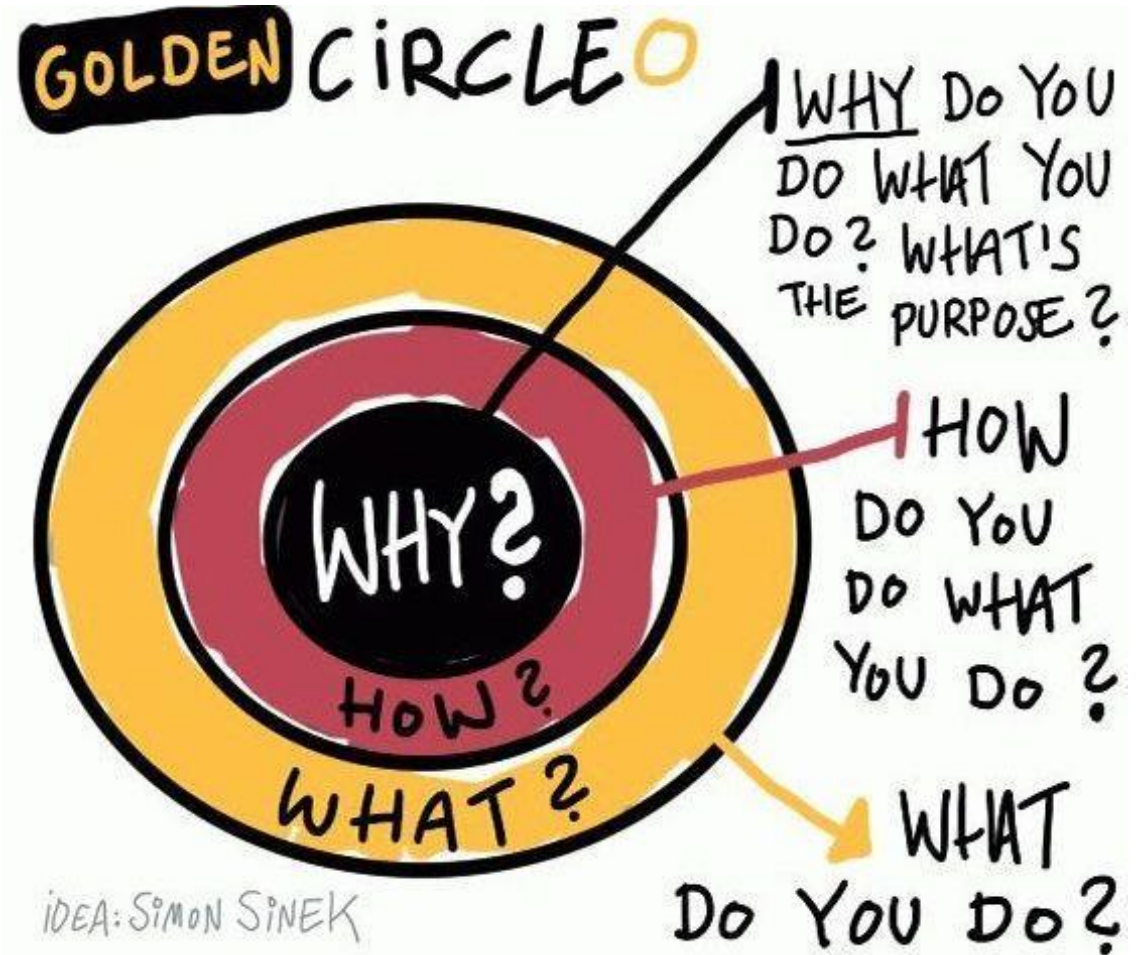 GOLDEN CiRCLE
WHY DO YOU
DO WHAT YOU
DO? WHAT'S
THE PURPOSE?
HOW
DO YOU
DO WHAT
YOU DO?
WHAT
DO YOU DO?
WHY?
HOW?
WHAT?
iDEA: SiMON SiNEK